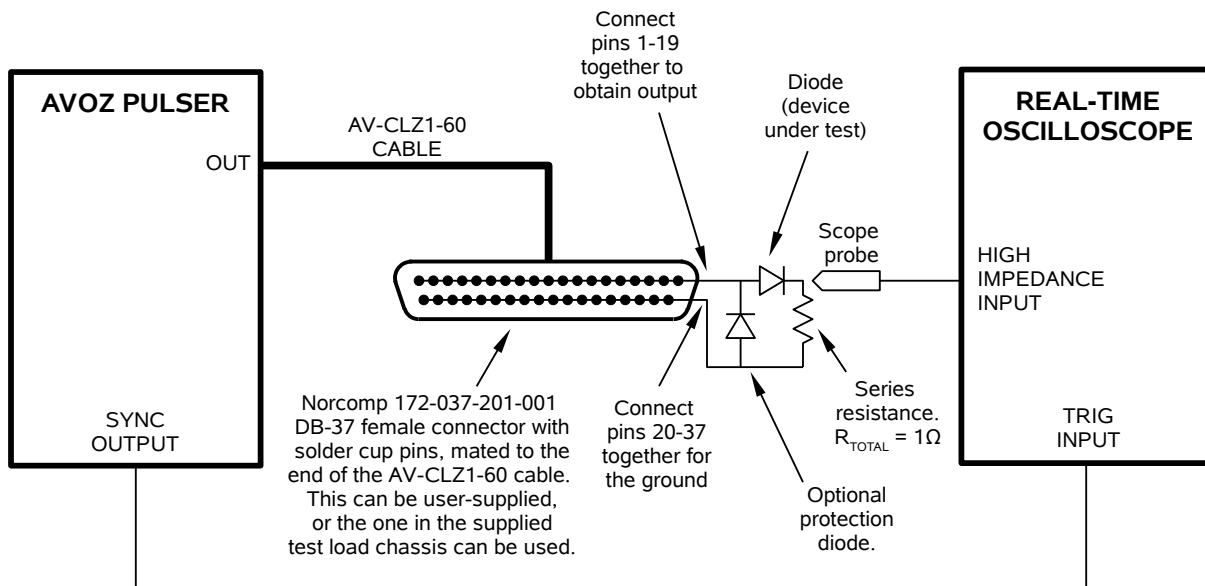 AVOZ PULSER
OUT
SYNC
OUTPUT
AV-CLZ1-60
CABLE
Connect
pins 1-19
together to
obtain output
Diode
(device
under test)
Scope
probe
REAL-TIME
OSCILLOSCOPE
HIGH
IMPEDANCE
INPUT
TRIG
INPUT
Norcomp 172-037-201-001
DB-37 female connector with
solder cup pins, mated to the
end of the AV-CLZ1-60 cable.
This can be user-supplied,
or the one in the supplied
test load chassis can be used.
Connect
pins 20-37
together for
the ground
Optional
protection
diode.
Series
resistance.
R_TOTAL = 1Ω